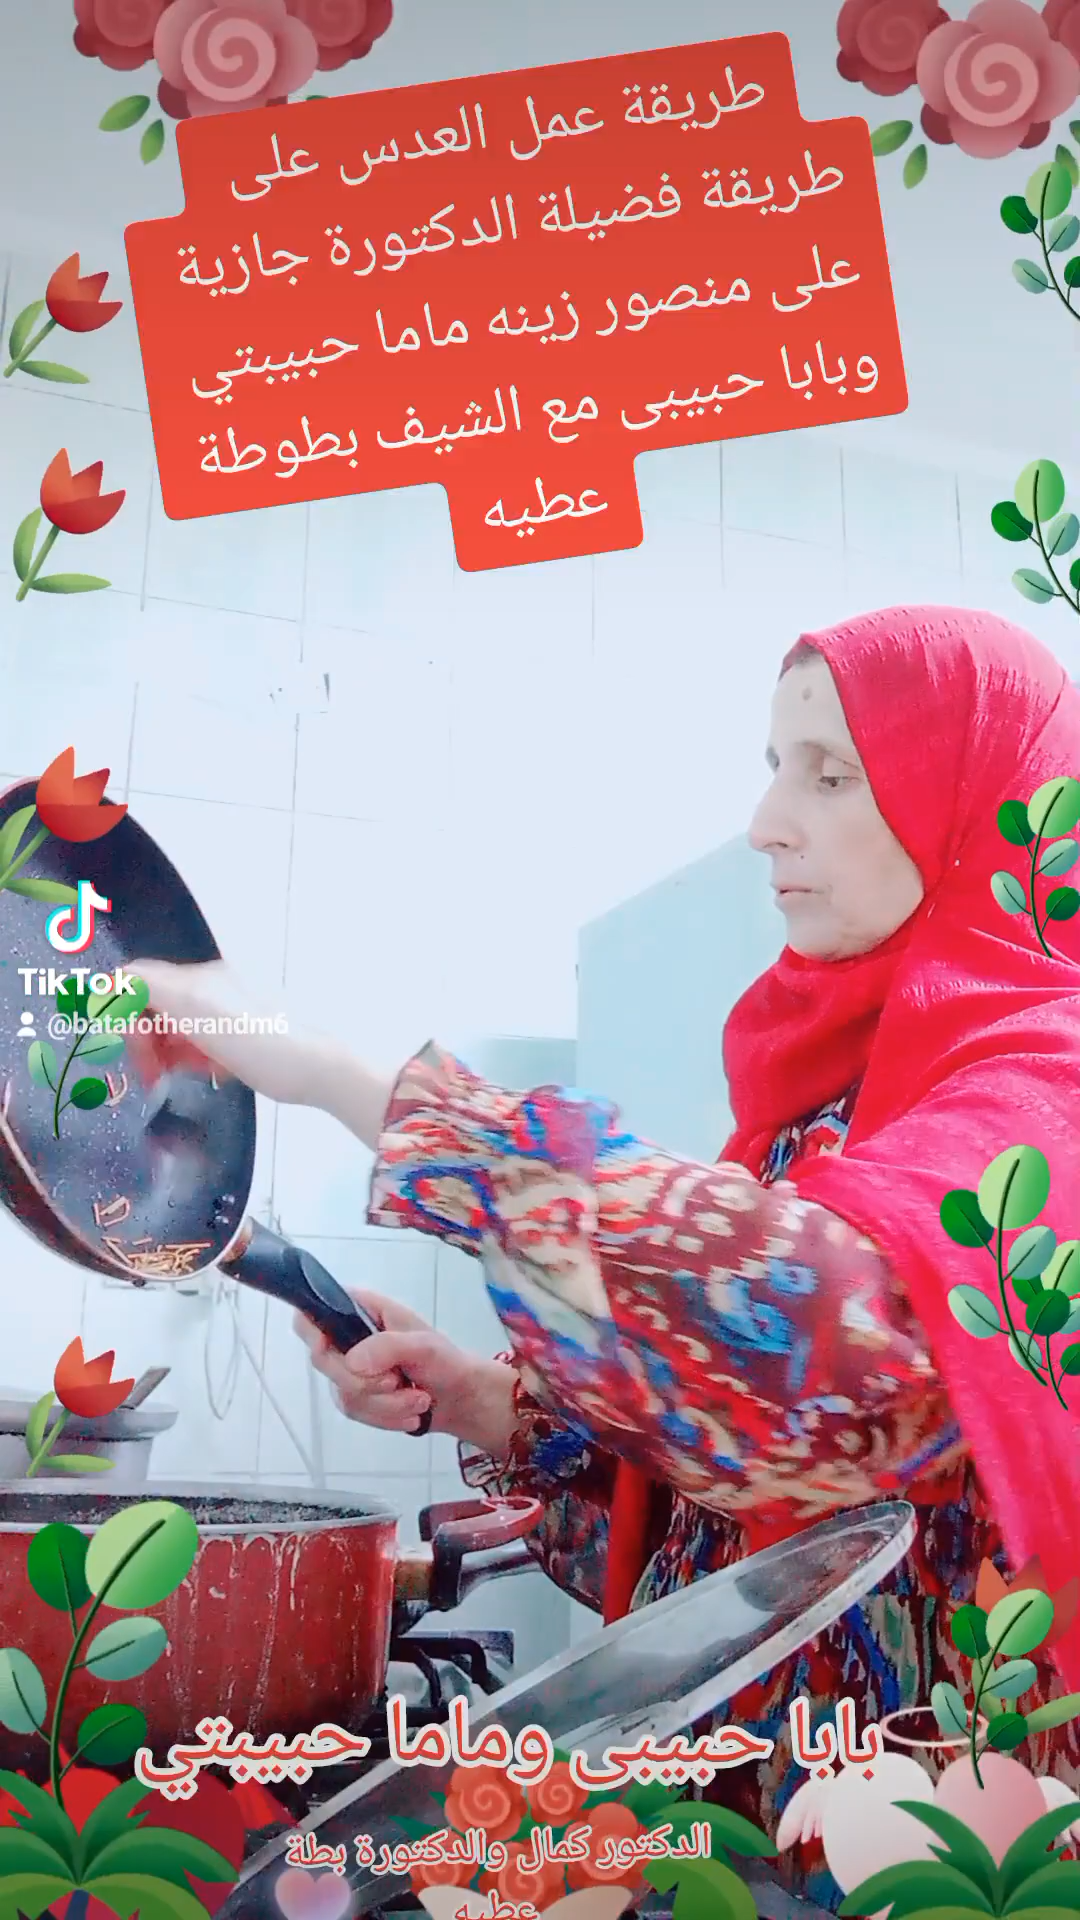 طريقة عمل العدس على
طريقة فضيلة الدكتورة جازية
على منصور زينه ماما حبيبتي
وبابا حبيبى مع الشيف بطوطة
عطيه
TikTok
@batafotherandm6
بابا حبيبى وماما حبيبتي
الدكتور كمال والدكتورة بطة
عطيه